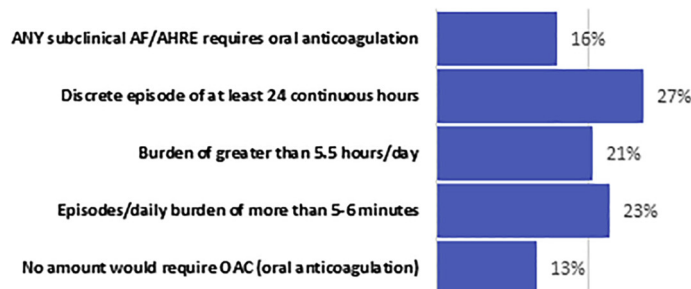 ANY subclinical AF/AHRE requires oral anticoagulation 16%
Discrete episode of at least 24 continuous hours 27%
Burden of greater than 5.5 hours/day 21%
Episodes/daily burden of more than 5-6 minutes 23%
No amount would require OAC (oral anticoagulation) 13%